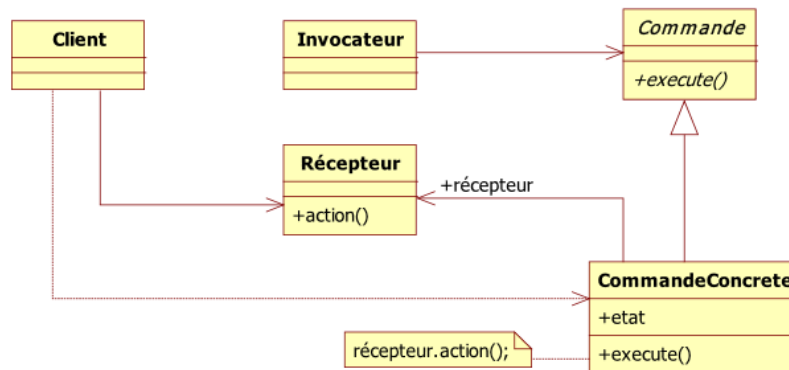 Client
Invocateur
Commande
+execute()
Récepteur
+action()
+récepteur
CommandeConcrete
+etat
+execute()
récepteur.action();